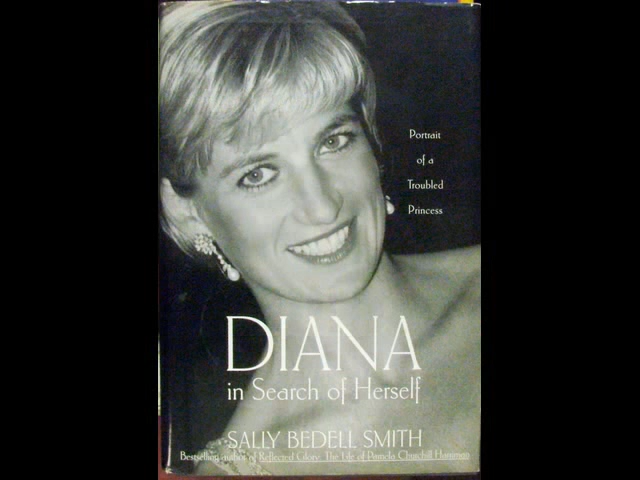 Portrait
of a
Troubled
Princess
DIANA
in Search of Herself
SALLY BEDELL SMITH
Bestselling author of Reflected Glory: The Life of Pamela Churchill Harriman